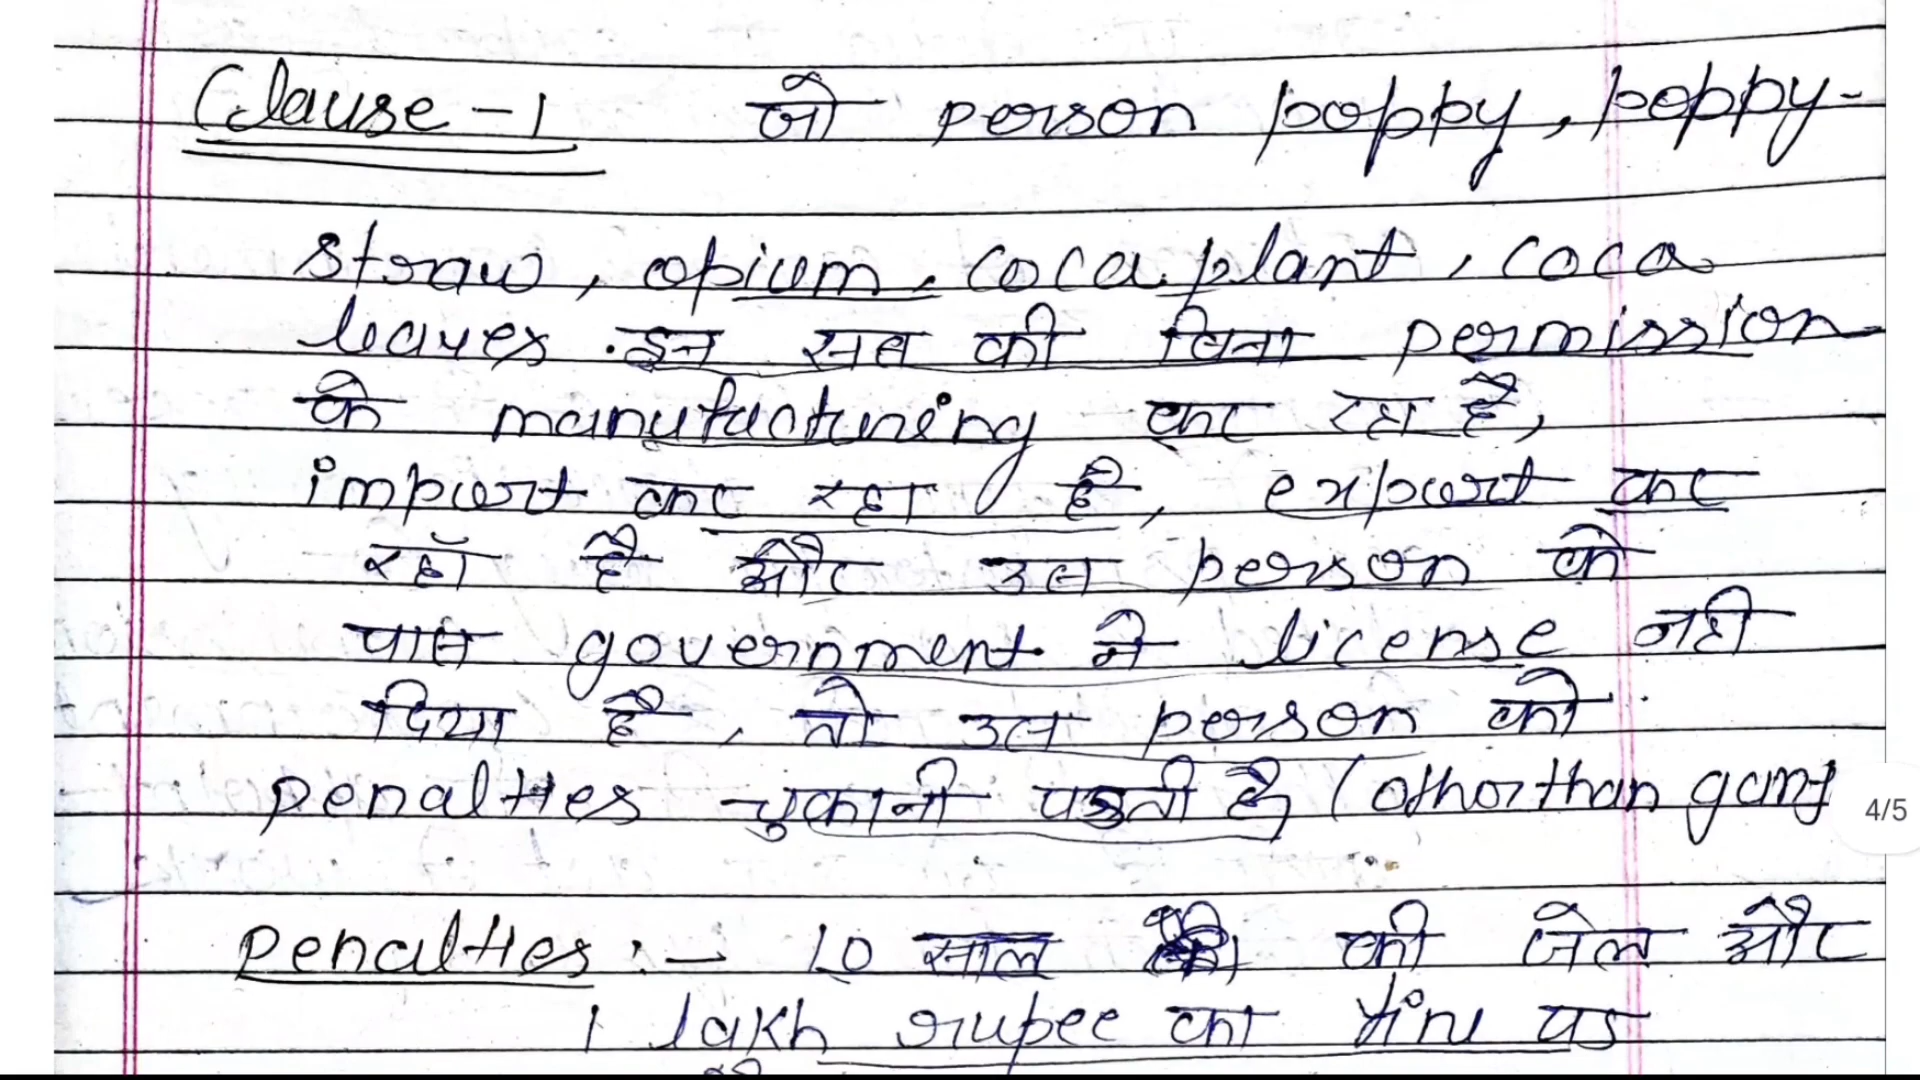 Clause - 1 जो person poppy, poppy-
straw, opium, coca plant, coca
leaves . इन सब की बिना permission
के manufacturing कर रहा है,
import कर रहा है, export कर
रहाँ है और उस person के
पास government ने license नही
दिया है, तो उस person को
penalties चुकानी पडती है (other than ganj
4/5
penalties :- 10 साल की जेल और
1 lakh rupee का fine पड